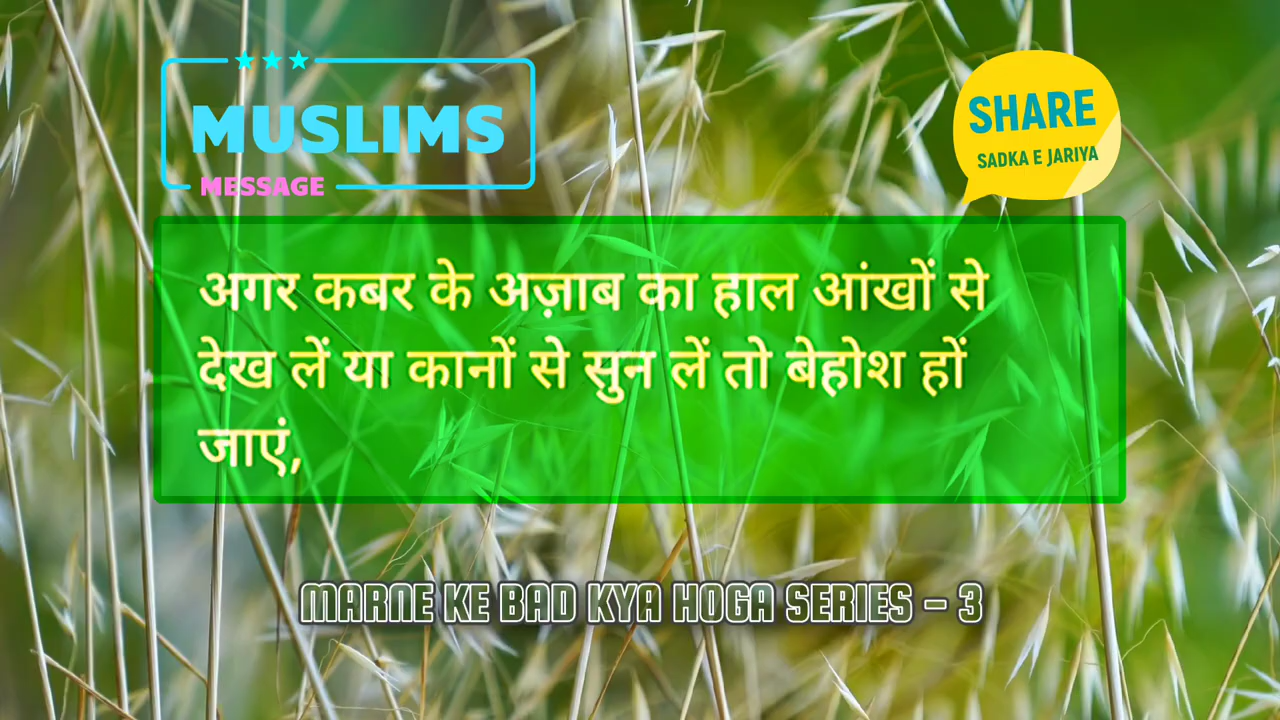 MUSLIMS
MESSAGE
SHARE
SADKA E JARIYA
अगर कबर के अज़ाब का हाल आंखों से
देख लें या कानों से सुन लें तो बेहोश हों
जाएं,
MARNE KE BAD KYA HOGA SERIES - 3